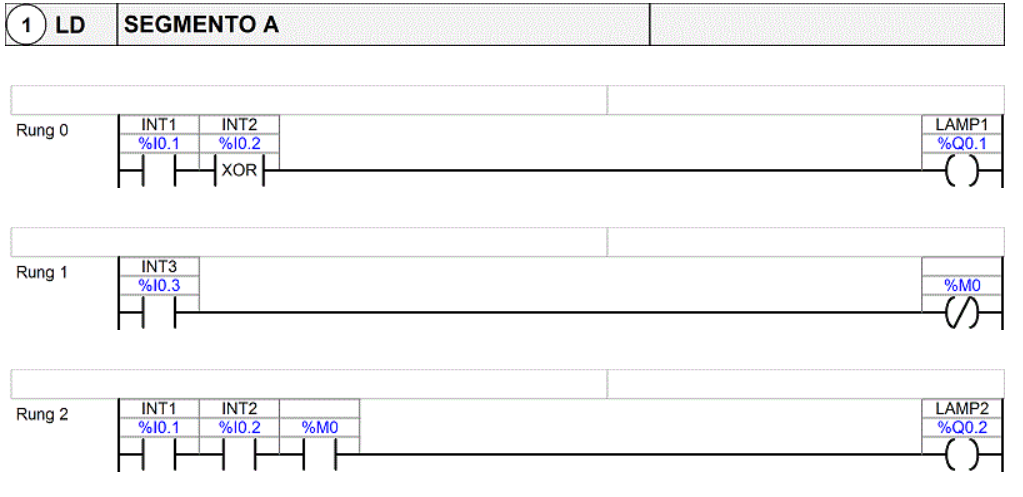 1 LD SEGMENTO A
Rung 0
INT1 INT2 LAMP1
%I0.1 %I0.2 %Q0.1
XOR
Rung 1
INT3
%I0.3 %M0
Rung 2
INT1 INT2 LAMP2
%I0.1 %I0.2 %M0 %Q0.2